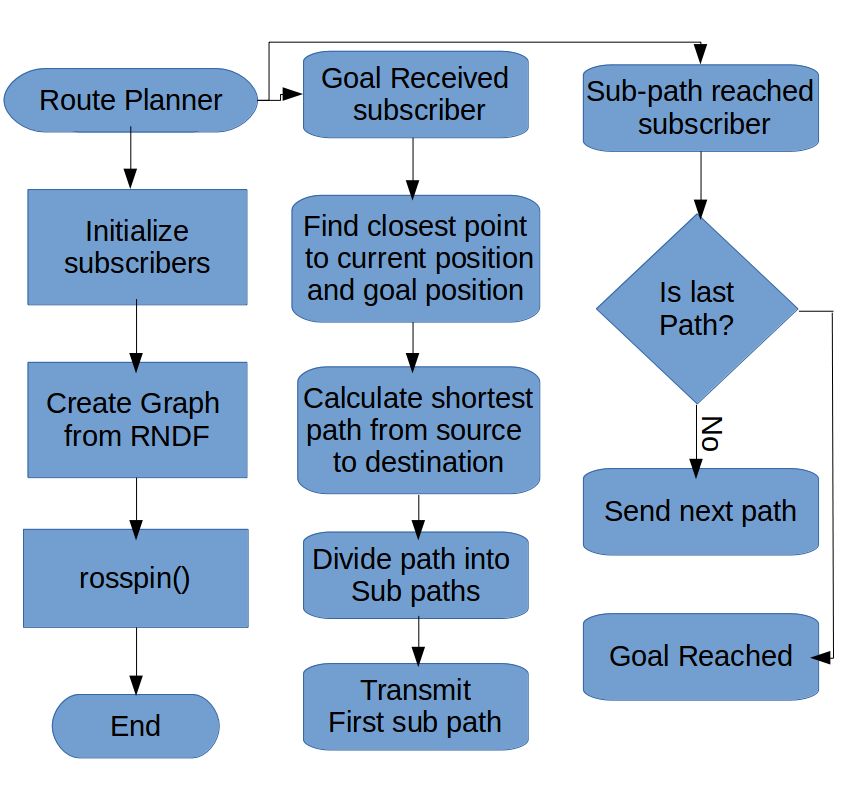 Route Planner
Initialize
subscribers
Create Graph
from RNDF
rosspin()
End
Goal Received
subscriber
Find closest point
to current position
and goal position
Calculate shortest
path from source
to destination
Divide path into
Sub paths
Transmit
First sub path
Sub-path reached
subscriber
Is last
Path?
No
Send next path
Goal Reached